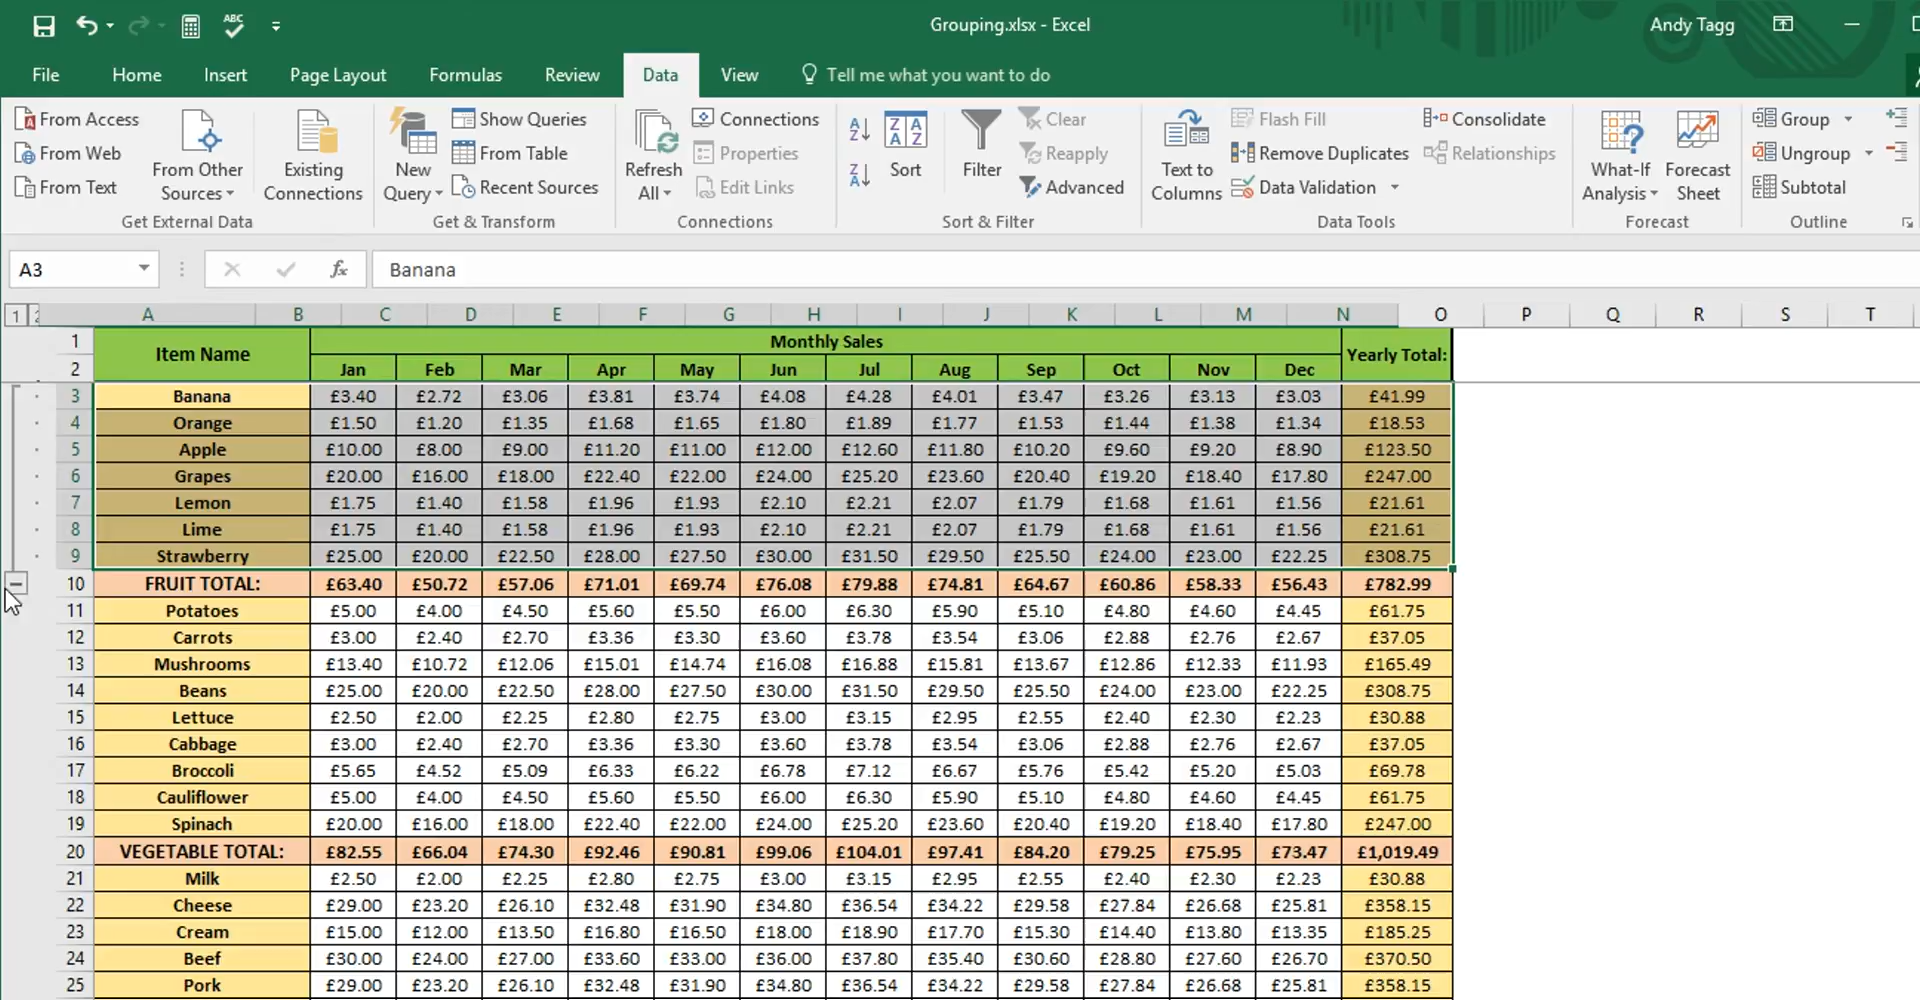 ABC
Grouping.xlsx - Excel
Andy Tagg
File Home Insert Page Layout Formulas Review Data View Tell me what you want to do
From Access
From Web
From Text
From Other Sources
Existing Connections
Get External Data
New Query
Show Queries
From Table
Recent Sources
Get & Transform
Refresh All
Connections
Properties
Edit Links
Connections
A Z
Z A
Z A A Z
Sort
Filter
Clear
Reapply
Advanced
Sort & Filter
Text to Columns
Flash Fill
Remove Duplicates
Data Validation
Consolidate
Relationships
Data Tools
What-If Analysis
Forecast Sheet
Forecast
Group
Ungroup
Subtotal
Outline
A3 fx Banana
1 2 A B C D E F G H I J K L M N O P Q R S T
1 Item Name Monthly Sales Yearly Total:
2 Jan Feb Mar Apr May Jun Jul Aug Sep Oct Nov Dec
3 Banana £3.40 £2.72 £3.06 £3.81 £3.74 £4.08 £4.28 £4.01 £3.47 £3.26 £3.13 £3.03 £41.99
4 Orange £1.50 £1.20 £1.35 £1.68 £1.65 £1.80 £1.89 £1.77 £1.53 £1.44 £1.38 £1.34 £18.53
5 Apple £10.00 £8.00 £9.00 £11.20 £11.00 £12.00 £12.60 £11.80 £10.20 £9.60 £9.20 £8.90 £123.50
6 Grapes £20.00 £16.00 £18.00 £22.40 £22.00 £24.00 £25.20 £23.60 £20.40 £19.20 £18.40 £17.80 £247.00
7 Lemon £1.75 £1.40 £1.58 £1.96 £1.93 £2.10 £2.21 £2.07 £1.79 £1.68 £1.61 £1.56 £21.61
8 Lime £1.75 £1.40 £1.58 £1.96 £1.93 £2.10 £2.21 £2.07 £1.79 £1.68 £1.61 £1.56 £21.61
9 Strawberry £25.00 £20.00 £22.50 £28.00 £27.50 £30.00 £31.50 £29.50 £25.50 £24.00 £23.00 £22.25 £308.75
10 FRUIT TOTAL: £63.40 £50.72 £57.06 £71.01 £69.74 £76.08 £79.88 £74.81 £64.67 £60.86 £58.33 £56.43 £782.99
11 Potatoes £5.00 £4.00 £4.50 £5.60 £5.50 £6.00 £6.30 £5.90 £5.10 £4.80 £4.60 £4.45 £61.75
12 Carrots £3.00 £2.40 £2.70 £3.36 £3.30 £3.60 £3.78 £3.54 £3.06 £2.88 £2.76 £2.67 £37.05
13 Mushrooms £13.40 £10.72 £12.06 £15.01 £14.74 £16.08 £16.88 £15.81 £13.67 £12.86 £12.33 £11.93 £165.49
14 Beans £25.00 £20.00 £22.50 £28.00 £27.50 £30.00 £31.50 £29.50 £25.50 £24.00 £23.00 £22.25 £308.75
15 Lettuce £2.50 £2.00 £2.25 £2.80 £2.75 £3.00 £3.15 £2.95 £2.55 £2.40 £2.30 £2.23 £30.88
16 Cabbage £3.00 £2.40 £2.70 £3.36 £3.30 £3.60 £3.78 £3.54 £3.06 £2.88 £2.76 £2.67 £37.05
17 Broccoli £5.65 £4.52 £5.09 £6.33 £6.22 £6.78 £7.12 £6.67 £5.76 £5.42 £5.20 £5.03 £69.78
18 Cauliflower £5.00 £4.00 £4.50 £5.60 £5.50 £6.00 £6.30 £5.90 £5.10 £4.80 £4.60 £4.45 £61.75
19 Spinach £20.00 £16.00 £18.00 £22.40 £22.00 £24.00 £25.20 £23.60 £20.40 £19.20 £18.40 £17.80 £247.00
20 VEGETABLE TOTAL: £82.55 £66.04 £74.30 £92.46 £90.81 £99.06 £104.01 £97.41 £84.20 £79.25 £75.95 £73.47 £1,019.49
21 Milk £2.50 £2.00 £2.25 £2.80 £2.75 £3.00 £3.15 £2.95 £2.55 £2.40 £2.30 £2.23 £30.88
22 Cheese £29.00 £23.20 £26.10 £32.48 £31.90 £34.80 £36.54 £34.22 £29.58 £27.84 £26.68 £25.81 £358.15
23 Cream £15.00 £12.00 £13.50 £16.80 £16.50 £18.00 £18.90 £17.70 £15.30 £14.40 £13.80 £13.35 £185.25
24 Beef £30.00 £24.00 £27.00 £33.60 £33.00 £36.00 £37.80 £35.40 £30.60 £28.80 £27.60 £26.70 £370.50
25 Pork £29.00 £23.20 £26.10 £32.48 £31.90 £34.80 £36.54 £34.22 £29.58 £27.84 £26.68 £25.81 £358.15